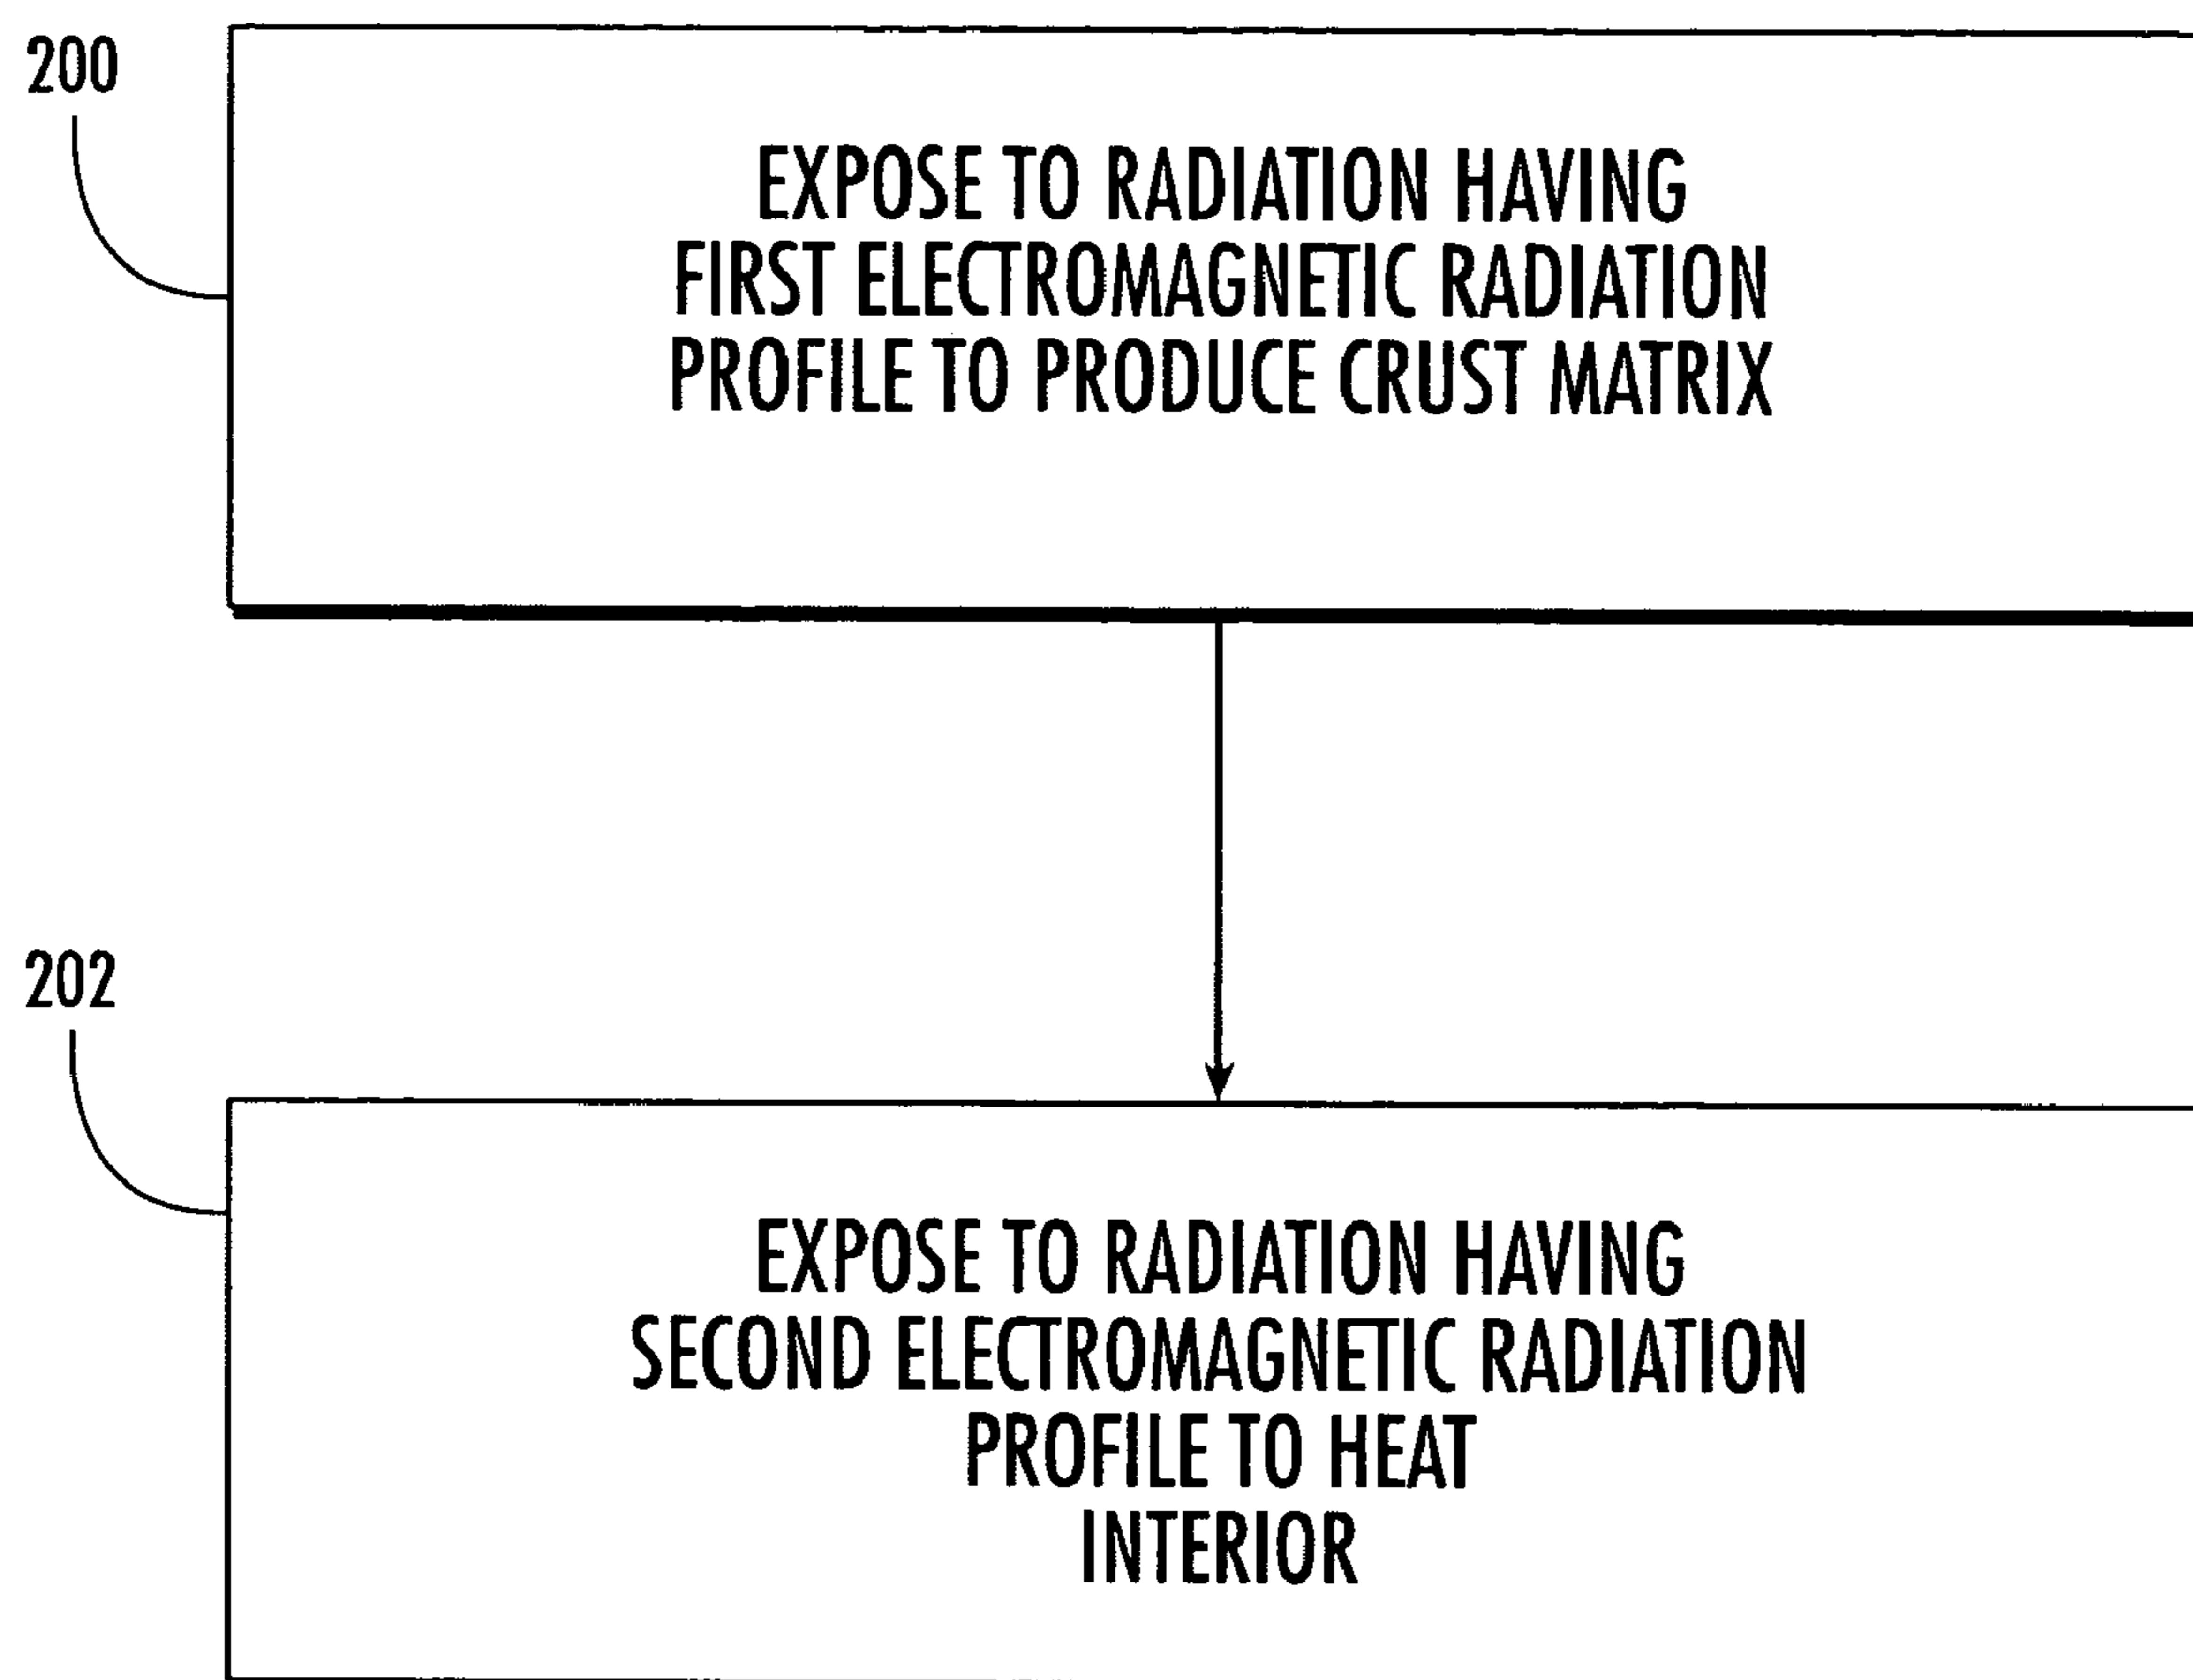 200
EXPOSE TO RADIATION HAVING
FIRST ELECTROMAGNETIC RADIATION
PROFILE TO PRODUCE CRUST MATRIX
202
EXPOSE TO RADIATION HAVING
SECOND ELECTROMAGNETIC RADIATION
PROFILE TO HEAT
INTERIOR